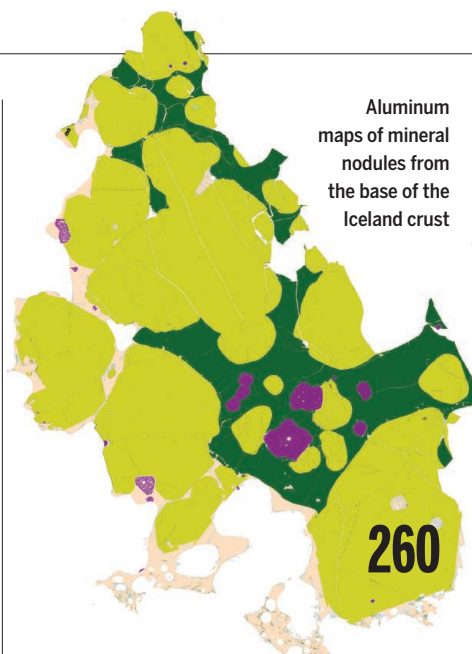 Aluminum
maps of mineral
nodules from
the base of the
Iceland crust
260